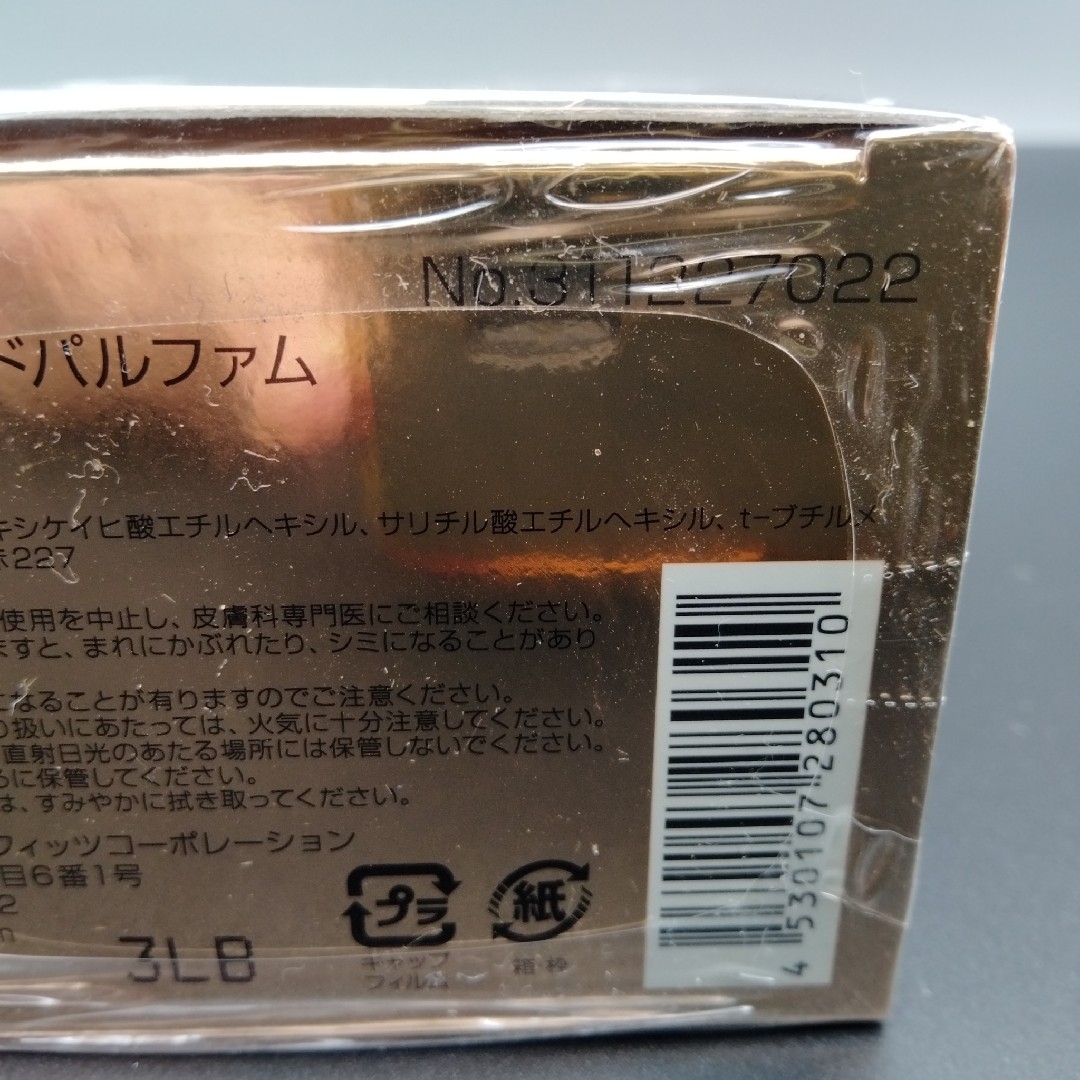 No.311227022
ドパルファム
キシケイヒ酸エチルヘキシル、サリチル酸エチルヘキシル、t-ブチルメ
赤227
使用を中止し、皮膚科専門医にご相談ください。
ますと、まれにかぶれたり、シミになることがあり
になることが有りますのでご注意ください。
り扱いにあたっては、火気に十分注意してください。
直射日光のあたる場所には保管しないでください。
ろに保管してください。
は、すみやかに拭き取ってください。
フィッツコーポレーション
目6番1号
2
m
3LB
プラ
キャップ
フィルム
紙
箱・枠
4 530107 280310